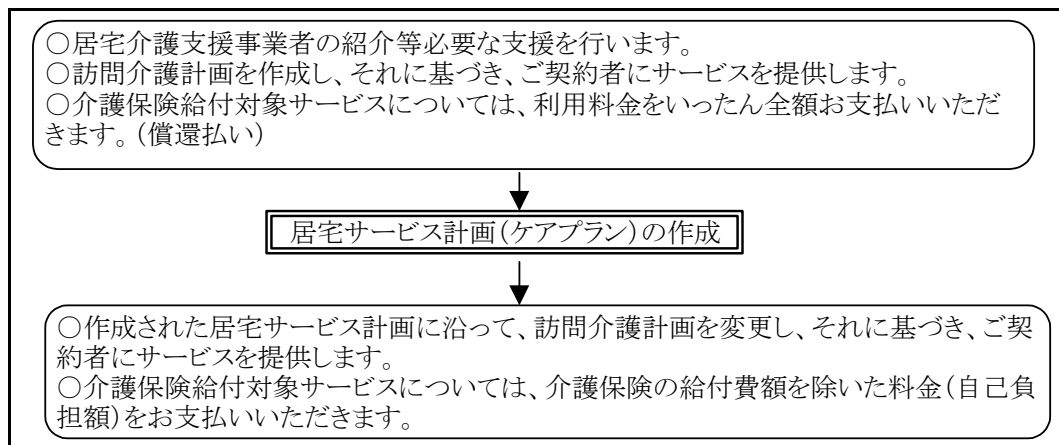 ○居宅介護支援事業者の紹介等必要な支援を行います。
○訪問介護計画を作成し、それに基づき、ご契約者にサービスを提供します。
○介護保険給付対象サービスについては、利用料金をいったん全額お支払いいただ
きます。(償還払い)
居宅サービス計画(ケアプラン)の作成
○作成された居宅サービス計画に沿って、訪問介護計画を変更し、それに基づき、ご契
約者にサービスを提供します。
○介護保険給付対象サービスについては、介護保険の給付費額を除いた料金(自己負
担額)をお支払いいただきます。